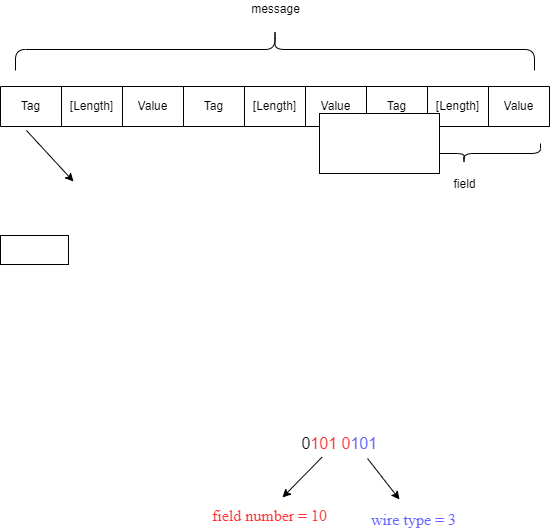 message
Tag [Length] Value Tag [Length] Value Tag [Length] Value
field
0101 0101
field number = 10
wire type = 3